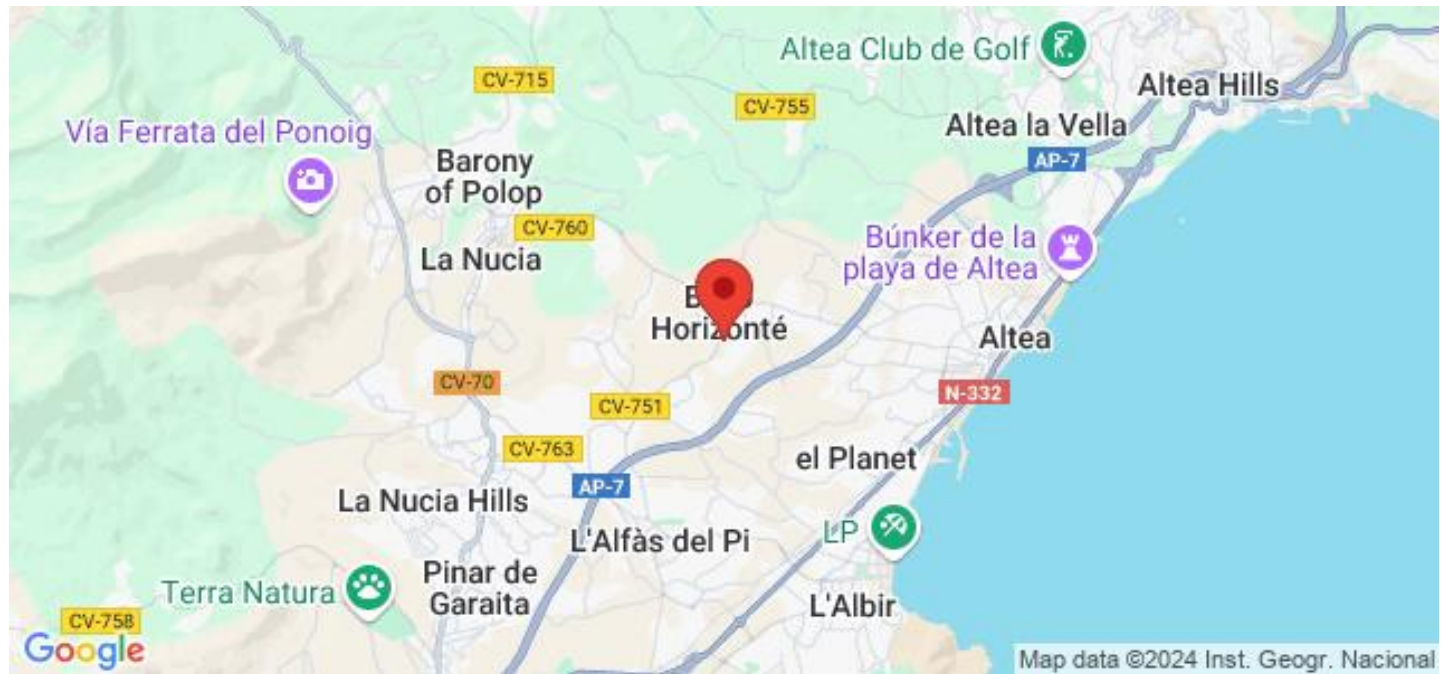 Altea Club de Golf
CV-715
Altea Hills
CV-755
Vía Ferrata del Ponoig
Altea la Vella
AP-7
Barony
of Polop
CV-760
Búnker de la
playa de Altea
La Nucia
Horizonté
Altea
CV-70
N-332
CV-751
CV-763
el Planet
AP-7
La Nucia Hills
LP
L'Alfàs del Pi
Pinar de
Garaita
Terra Natura
L'Albir
CV-758
Google
Map data ©2024 Inst. Geogr. Nacional